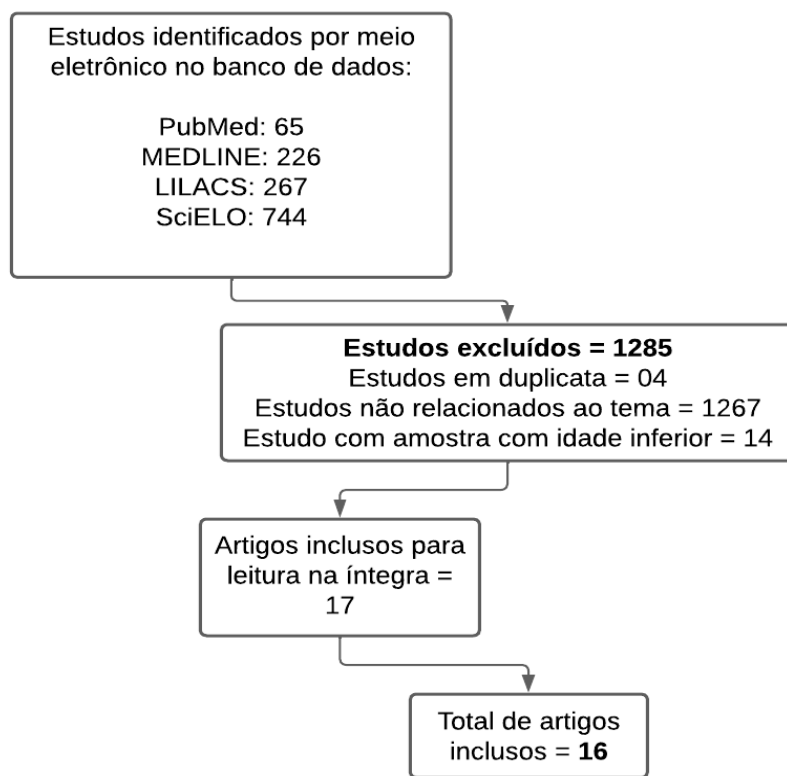 Estudos identificados por meio
eletrônico no banco de dados:
PubMed: 65
MEDLINE: 226
LILACS: 267
SciELO: 744
Estudos excluídos = 1285
Estudos em duplicata = 04
Estudos não relacionados ao tema = 1267
Estudo com amostra com idade inferior = 14
Artigos inclusos para
leitura na íntegra =
17
Total de artigos
inclusos = 16